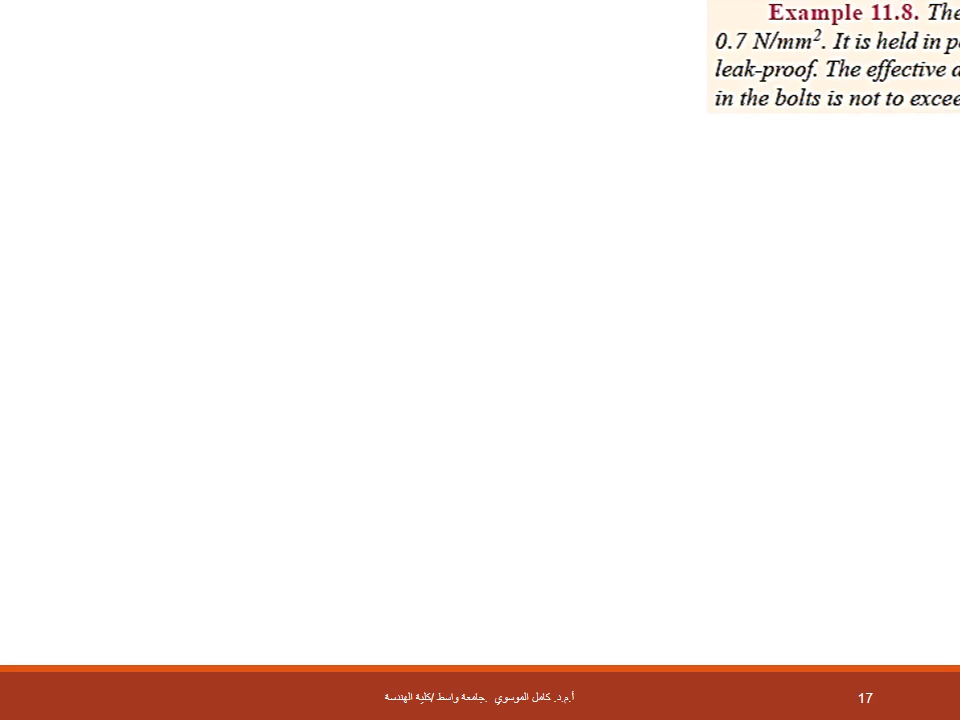 Example 11.8. The
0.7 N/mm². It is held in
leak-proof. The effective
in the bolts is not to
أ.م.د. كامل الموسوي .جامعة واسط /كلية الهندسة
17